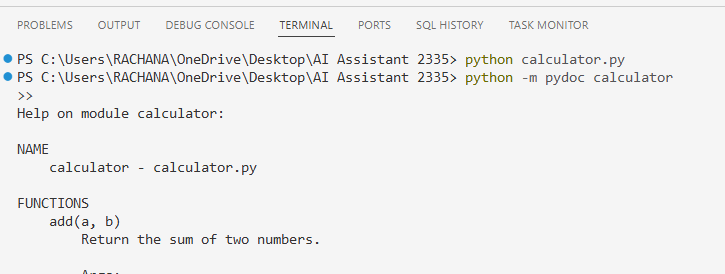 PROBLEMS OUTPUT DEBUG CONSOLE TERMINAL PORTS SQL HISTORY TASK MONITOR
PS C:\Users\RACHANA\OneDrive\Desktop\AI Assistant 2335> python calculator.py
PS C:\Users\RACHANA\OneDrive\Desktop\AI Assistant 2335> python -m pydoc calculator
>>
Help on module calculator:
NAME
calculator - calculator.py
FUNCTIONS
add(a, b)
Return the sum of two numbers.